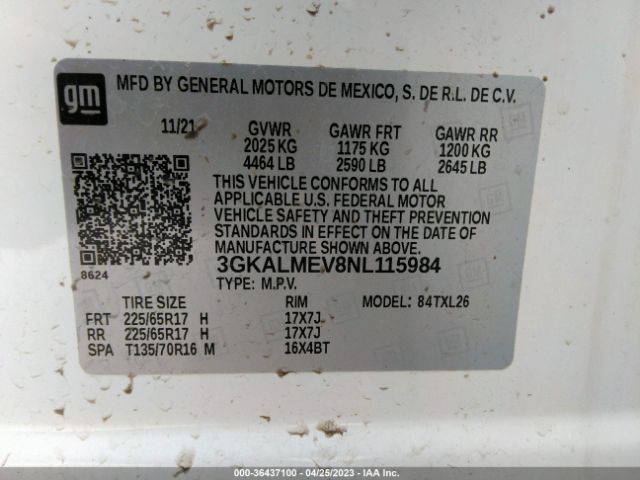 gm
MFD BY GENERAL MOTORS DE MEXICO, S. DE R.L. DE C.V.
11/21 GVWR GAWR FRT GAWR RR
2025 KG 1175 KG 1200 KG
4464 LB 2590 LB 2645 LB
THIS VEHICLE CONFORMS TO ALL
APPLICABLE U.S. FEDERAL MOTOR
VEHICLE SAFETY AND THEFT PREVENTION
STANDARDS IN EFFECT ON THE DATE OF
MANUFACTURE SHOWN ABOVE.
8624
3GKALMEV8NL115984
TYPE: M.P.V.
TIRE SIZE RIM MODEL: 84TXL26
FRT 225/65R17 H 17X7J
RR 225/65R17 H 17X7J
SPA T135/70R16 M 16X4BT
000-36437100 - 04/25/2023 - IAA Inc.